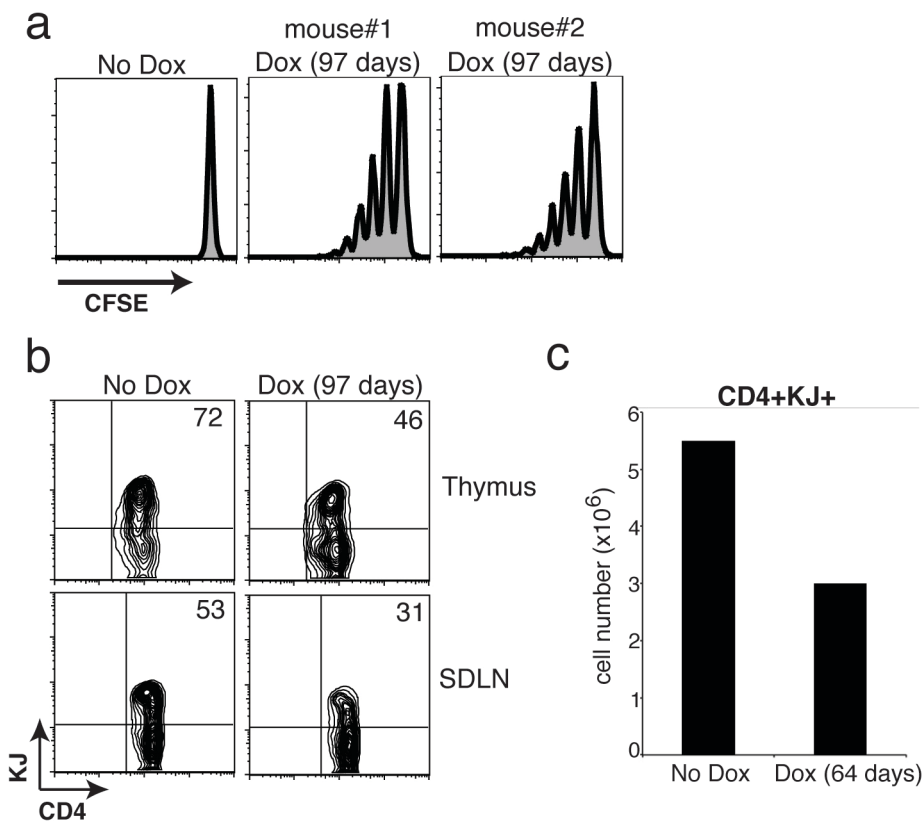 a
mouse#1 mouse#2
No Dox Dox (97 days) Dox (97 days)
CFSE
b
No Dox Dox (97 days)
72 46
Thymus
53 31
SDLN
KJ
CD4
c
CD4+KJ+
6
5
4
3
2
1
0
cell number (x10⁶)
No Dox Dox (64 days)